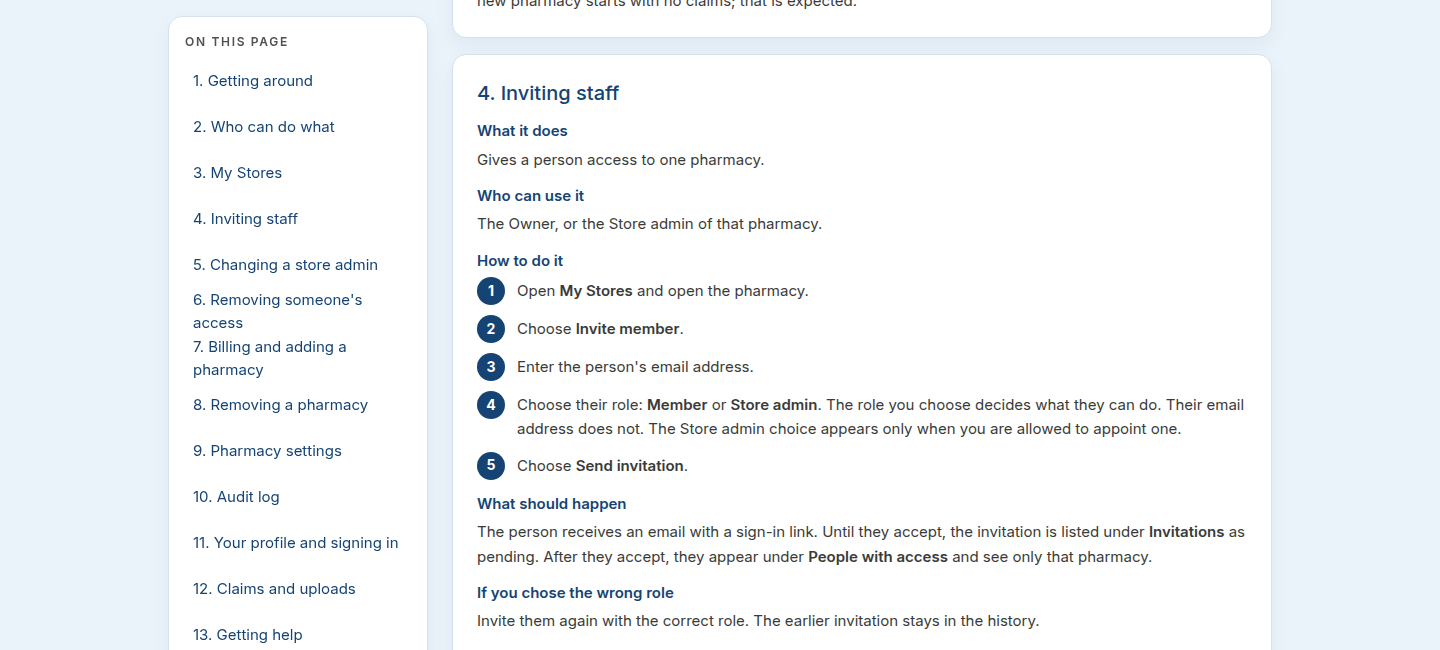 new pharmacy starts with no claims; that is expected.
ON THIS PAGE
1. Getting around
2. Who can do what
3. My Stores
4. Inviting staff
5. Changing a store admin
6. Removing someone's
access
7. Billing and adding a
pharmacy
8. Removing a pharmacy
9. Pharmacy settings
10. Audit log
11. Your profile and signing in
12. Claims and uploads
13. Getting help
4. Inviting staff
What it does
Gives a person access to one pharmacy.
Who can use it
The Owner, or the Store admin of that pharmacy.
How to do it
1 Open My Stores and open the pharmacy.
2 Choose Invite member.
3 Enter the person's email address.
4 Choose their role: Member or Store admin. The role you choose decides what they can do. Their email
address does not. The Store admin choice appears only when you are allowed to appoint one.
5 Choose Send invitation.
What should happen
The person receives an email with a sign-in link. Until they accept, the invitation is listed under Invitations as
pending. After they accept, they appear under People with access and see only that pharmacy.
If you chose the wrong role
Invite them again with the correct role. The earlier invitation stays in the history.